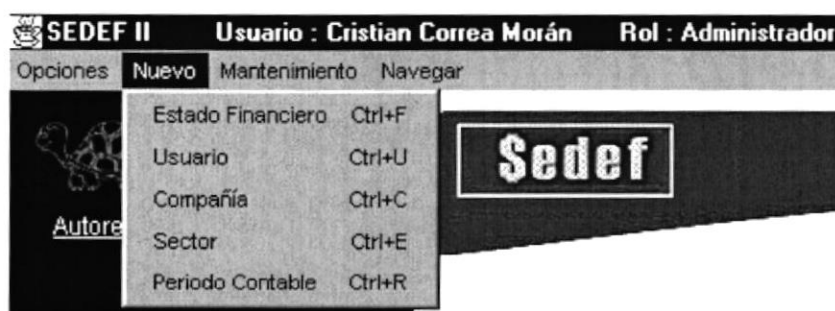 SEDEF II Usuario : Cristian Correa Morán Rol : Administrador
Opciones Nuevo Mantenimiento Navegar
Estado Financiero Ctrl+F
Usuario Ctrl+U
Compañía Ctrl+C
Sector Ctrl+E
Periodo Contable Ctrl+R
Sedef
Autore